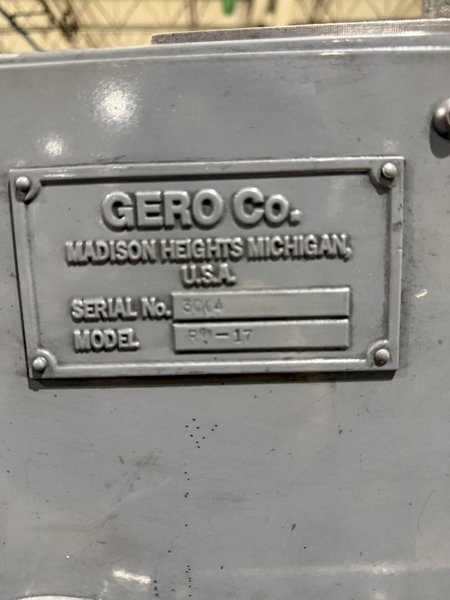 GERO CO.
MADISON HEIGHTS MICHIGAN,
U.S.A.
SERIAL No.
MODEL